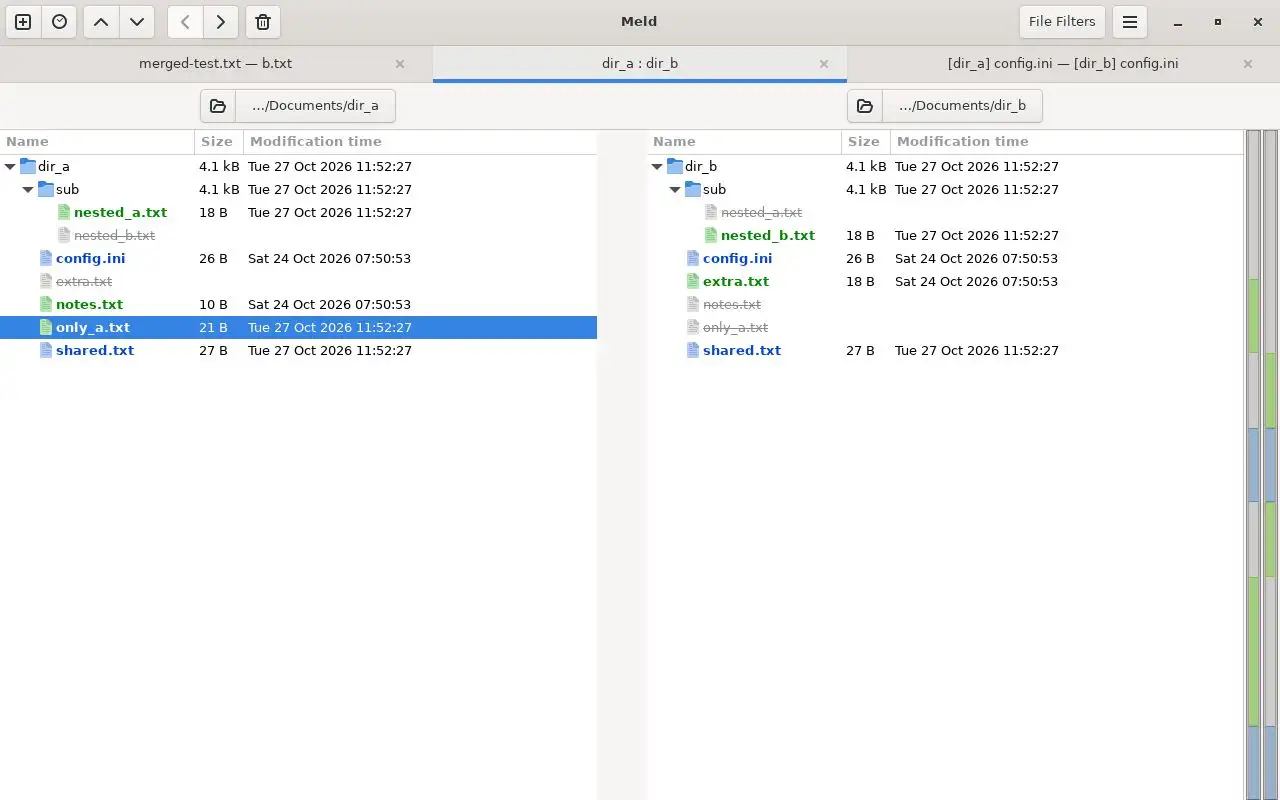 Meld
File Filters
merged-test.txt — b.txt
dir_a : dir_b
[dir_a] config.ini — [dir_b] config.ini
.../Documents/dir_a
.../Documents/dir_b
Name Size Modification time
dir_a 4.1 kB Tue 27 Oct 2026 11:52:27
sub 4.1 kB Tue 27 Oct 2026 11:52:27
nested_a.txt 18 B Tue 27 Oct 2026 11:52:27
nested_b.txt
config.ini 26 B Sat 24 Oct 2026 07:50:53
extra.txt
notes.txt 10 B Sat 24 Oct 2026 07:50:53
only_a.txt 21 B Tue 27 Oct 2026 11:52:27
shared.txt 27 B Tue 27 Oct 2026 11:52:27
Name Size Modification time
dir_b 4.1 kB Tue 27 Oct 2026 11:52:27
sub 4.1 kB Tue 27 Oct 2026 11:52:27
nested_a.txt
nested_b.txt 18 B Tue 27 Oct 2026 11:52:27
config.ini 26 B Sat 24 Oct 2026 07:50:53
extra.txt 18 B Sat 24 Oct 2026 07:50:53
notes.txt
only_a.txt
shared.txt 27 B Tue 27 Oct 2026 11:52:27